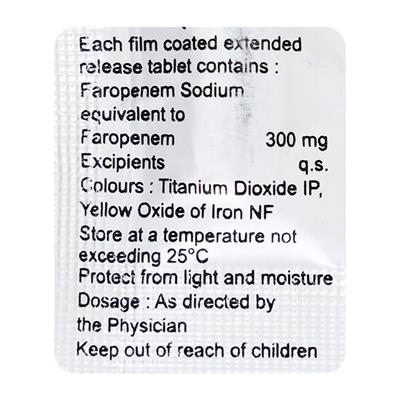 Each film coated extended
release tablet contains :
Faropenem Sodium
equivalent to
Faropenem 300 mg
Excipients q.s.
Colours : Titanium Dioxide IP,
Yellow Oxide of Iron NF
Store at a temperature not
exceeding 25°C
Protect from light and moisture
Dosage : As directed by
the Physician
Keep out of reach of children